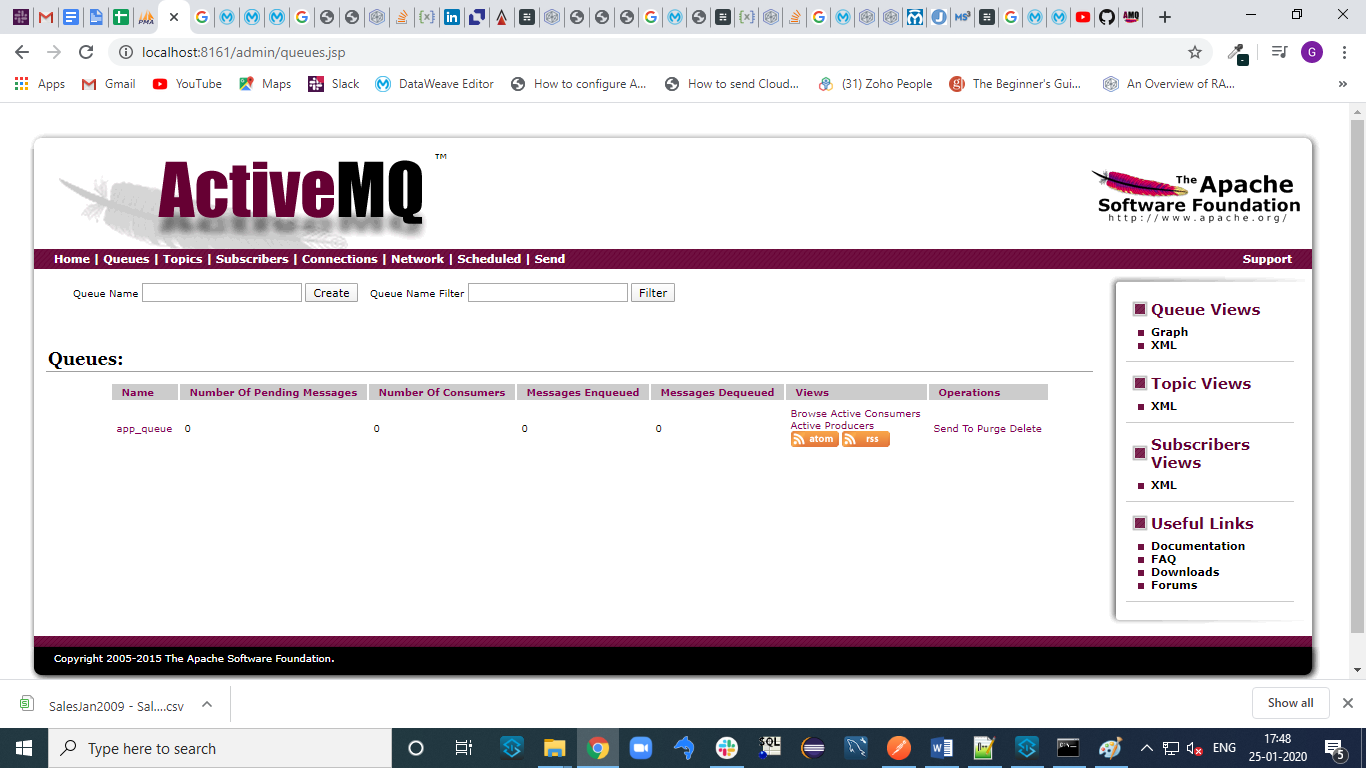 localhost:8161/admin/queues.jsp
G
Apps Gmail YouTube Maps Slack DataWeave Editor How to configure A... How to send Cloud... (31) Zoho People The Beginner's Gui... An Overview of RA... »
ActiveMQ TM
The Apache
Software Foundation
http://www.apache.org/
Home | Queues | Topics | Subscribers | Connections | Network | Scheduled | Send Support
Queue Name Create Queue Name Filter Filter
Queues:
Name Number Of Pending Messages Number Of Consumers Messages Enqueued Messages Dequeued Views Operations
app_queue 0 0 0 0 Browse Active Consumers
Active Producers
atom rss
Send To Purge Delete
Queue Views
Graph
XML
Topic Views
XML
Subscribers
Views
XML
Useful Links
Documentation
FAQ
Downloads
Forums
Copyright 2005-2015 The Apache Software Foundation.
SalesJan2009 - Sal....csv Show all
Type here to search
ENG
17:48
25-01-2020
5